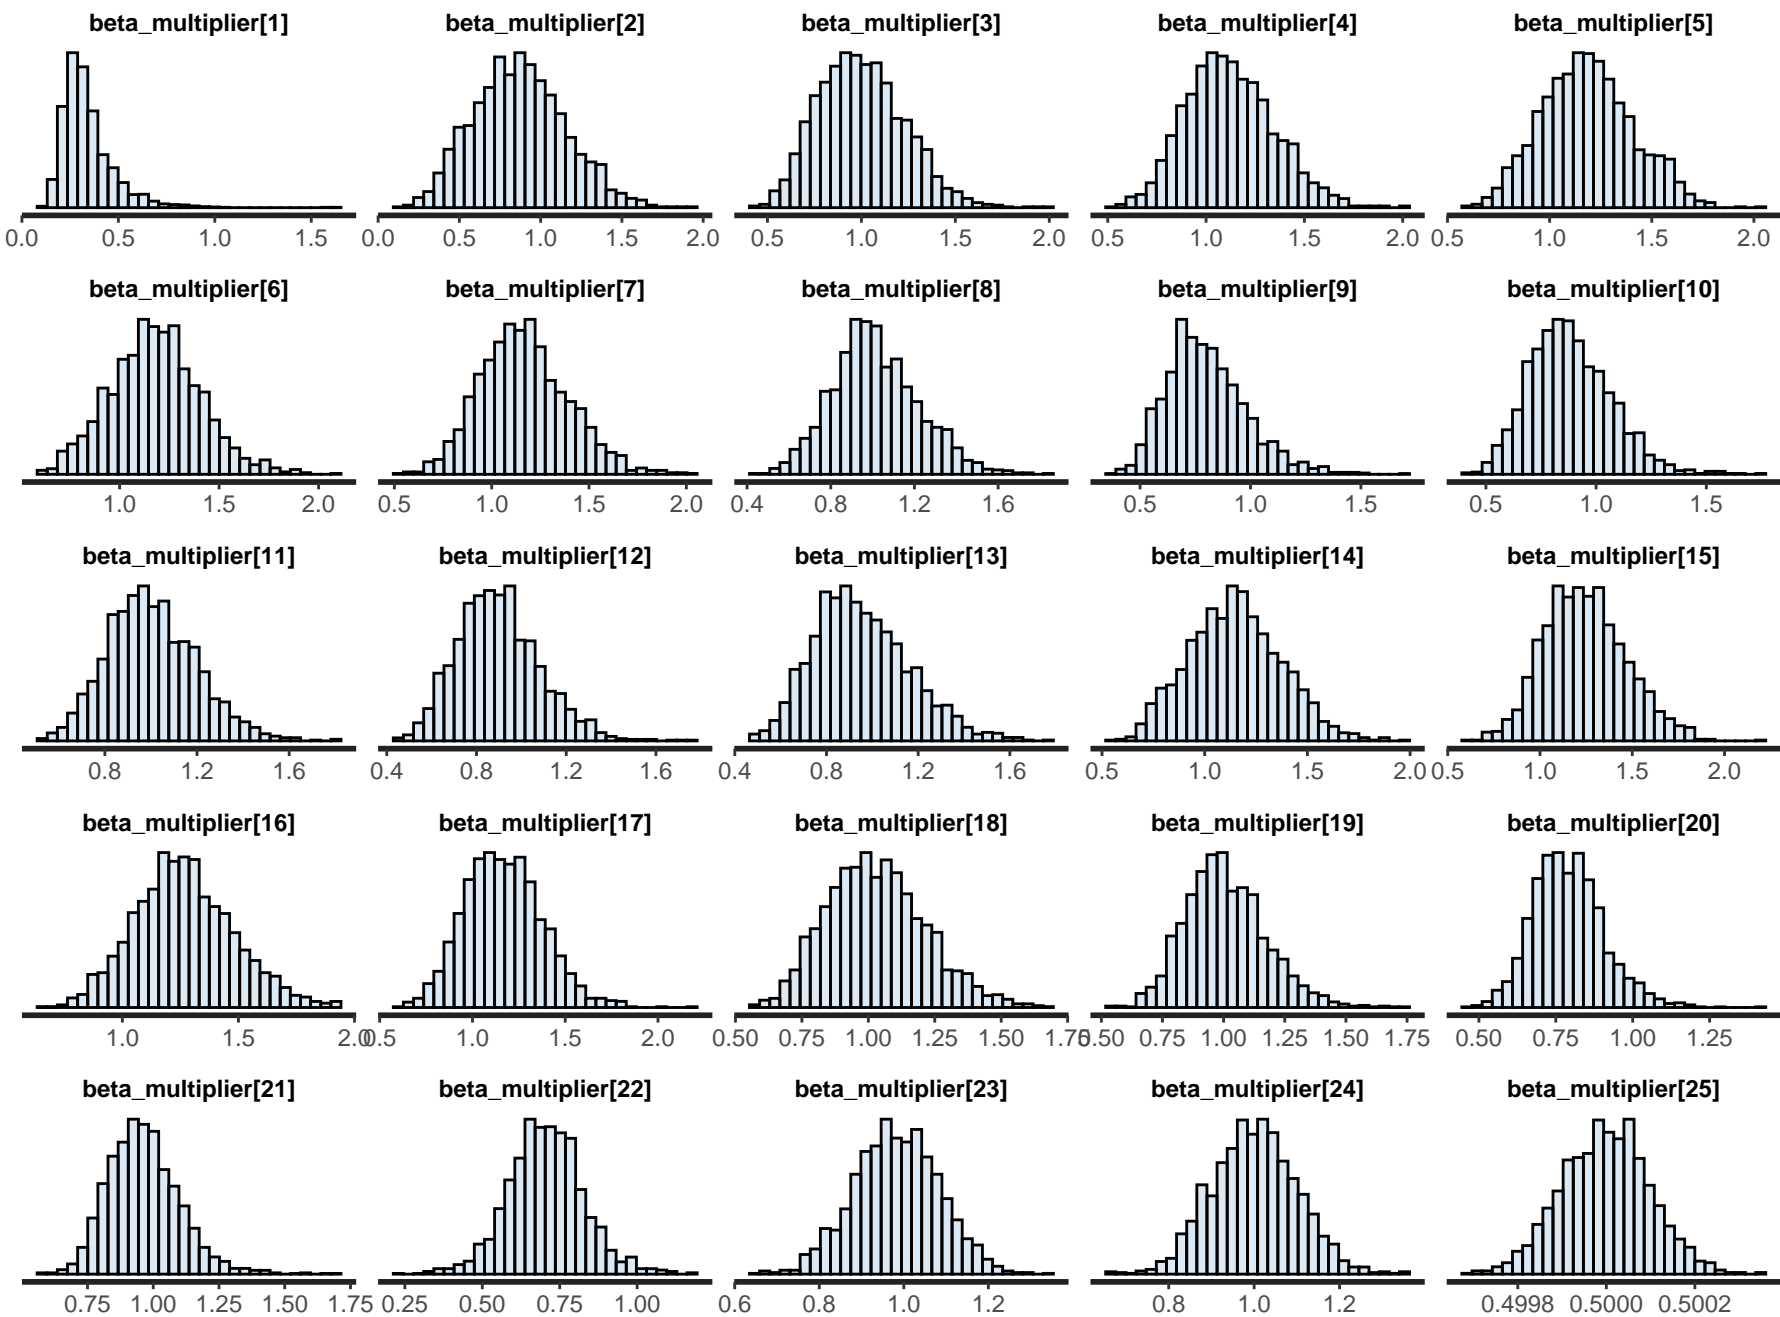 beta_multiplier[1] beta_multiplier[2] beta_multiplier[3] beta_multiplier[4] beta_multiplier[5]
0.0 0.5 1.0 1.5 0.0 0.5 1.0 1.5 2.0 0.5 1.0 1.5 2.0 0.5 1.0 1.5 2.0 0.5 1.0 1.5 2.0
beta_multiplier[6] beta_multiplier[7] beta_multiplier[8] beta_multiplier[9] beta_multiplier[10]
1.0 1.5 2.0 0.5 1.0 1.5 2.0 0.4 0.8 1.2 1.6 0.5 1.0 1.5 0.5 1.0 1.5
beta_multiplier[11] beta_multiplier[12] beta_multiplier[13] beta_multiplier[14] beta_multiplier[15]
0.8 1.2 1.6 0.4 0.8 1.2 1.6 0.4 0.8 1.2 1.6 0.5 1.0 1.5 2.0 0.5 1.0 1.5 2.0
beta_multiplier[16] beta_multiplier[17] beta_multiplier[18] beta_multiplier[19] beta_multiplier[20]
1.0 1.5 2.0 0.5 1.0 1.5 2.0 0.50 0.75 1.00 1.25 1.50 1.75 0.50 0.75 1.00 1.25 1.50 1.75 0.50 0.75 1.00 1.25
beta_multiplier[21] beta_multiplier[22] beta_multiplier[23] beta_multiplier[24] beta_multiplier[25]
0.75 1.00 1.25 1.50 1.75 0.25 0.50 0.75 1.00 0.6 0.8 1.0 1.2 0.8 1.0 1.2 0.4998 0.5000 0.5002